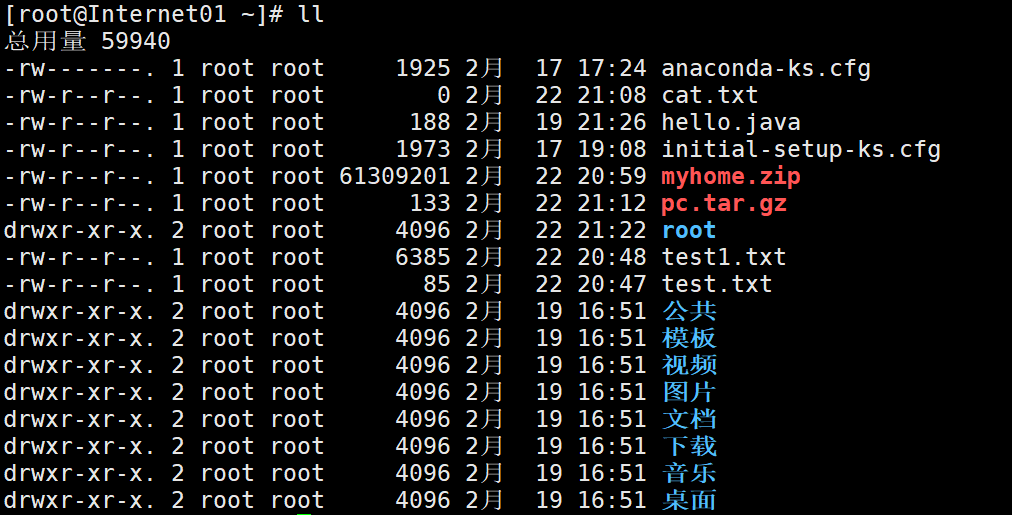 [root@Internet01 ~]# ll
总用量 59940
-rw-------. 1 root root     1925 2月  17 17:24 anaconda-ks.cfg
-rw-r--r--. 1 root root        0 2月  22 21:08 cat.txt
-rw-r--r--. 1 root root      188 2月  19 21:26 hello.java
-rw-r--r--. 1 root root     1973 2月  17 19:08 initial-setup-ks.cfg
-rw-r--r--. 1 root root 61309201 2月  22 20:59 myhome.zip
-rw-r--r--. 1 root root      133 2月  22 21:12 pc.tar.gz
drwxr-xr-x. 2 root root     4096 2月  22 21:22 root
-rw-r--r--. 1 root root     6385 2月  22 20:48 test1.txt
-rw-r--r--. 1 root root       85 2月  22 20:47 test.txt
drwxr-xr-x. 2 root root     4096 2月  19 16:51 公共
drwxr-xr-x. 2 root root     4096 2月  19 16:51 模板
drwxr-xr-x. 2 root root     4096 2月  19 16:51 视频
drwxr-xr-x. 2 root root     4096 2月  19 16:51 图片
drwxr-xr-x. 2 root root     4096 2月  19 16:51 文档
drwxr-xr-x. 2 root root     4096 2月  19 16:51 下载
drwxr-xr-x. 2 root root     4096 2月  19 16:51 音乐
drwxr-xr-x. 2 root root     4096 2月  19 16:51 桌面